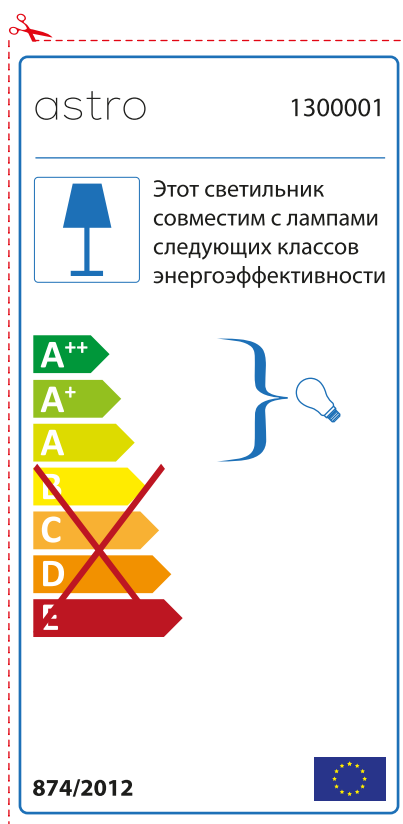 astro
1300001
Этот светильник
совместим с лампами
следующих классов
энергоэффективности
A++
A+
A
B
C
D
E
874/2012